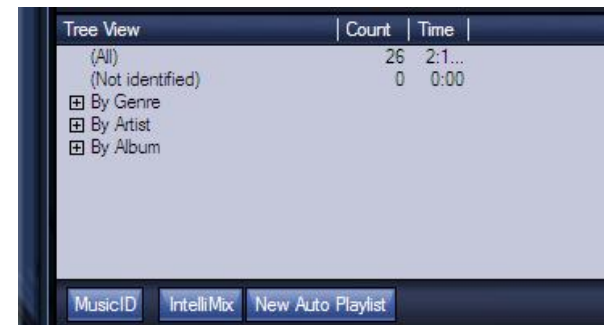 Tree View Count Time
(All) 26 2:1...
(Not identified) 0 0:00
By Genre
By Artist
By Album
MusicID IntelliMix New Auto Playlist